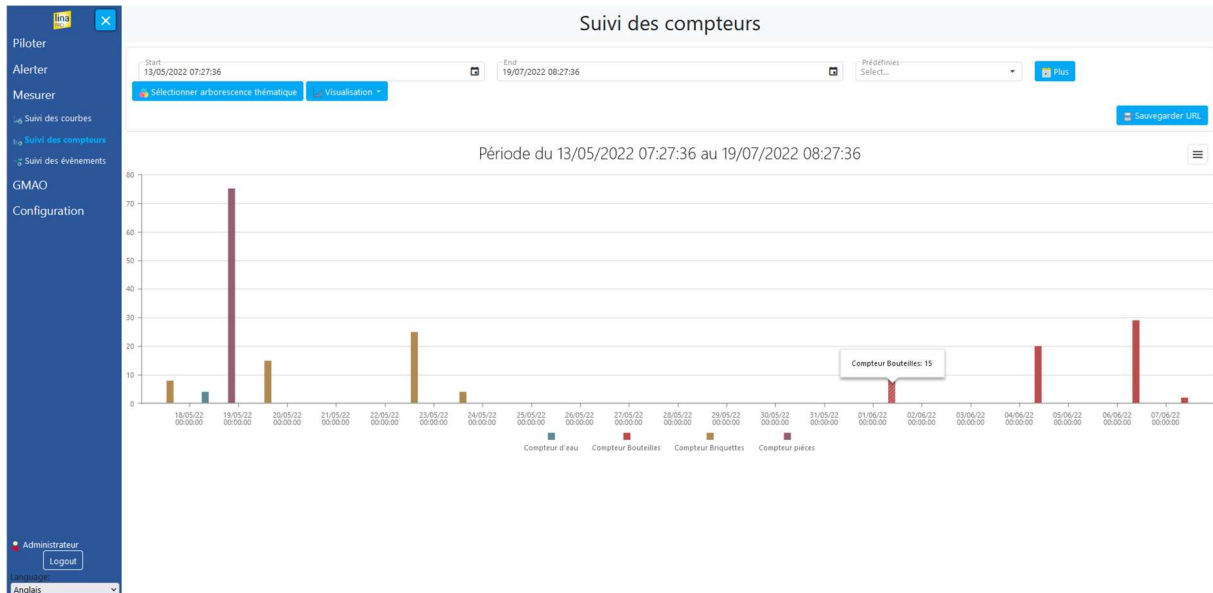 lina
Suivi des compteurs
Piloter
Alerter
Mesurer
Suivi des courbes
Suivi des compteurs
Suivi des évènements
GMAO
Configuration
Start
13/05/2022 07:27:36
End
19/07/2022 08:27:36
Prédéfinies
Select...
Plus
Sélectionner arborescence thématique
Visualisation
Sauvegarder URL
Période du 13/05/2022 07:27:36 au 19/07/2022 08:27:36
80
70
60
50
40
30
20
10
0
Compteur Bouteilles: 15
18/05/22 19/05/22 20/05/22 21/05/22 22/05/22 23/05/22 24/05/22 25/05/22 26/05/22 27/05/22 28/05/22 29/05/22 30/05/22 31/05/22 01/06/22 02/06/22 03/06/22 04/06/22 05/06/22 06/06/22 07/06/22
00:00:00 00:00:00 00:00:00 00:00:00 00:00:00 00:00:00 00:00:00 00:00:00 00:00:00 00:00:00 00:00:00 00:00:00 00:00:00 00:00:00 00:00:00 00:00:00 00:00:00 00:00:00 00:00:00 00:00:00 00:00:00
Compteur d'eau Compteur Bouteilles Compteur Briquettes Compteur pièces
Administrateur
Logout
Language:
Anglais